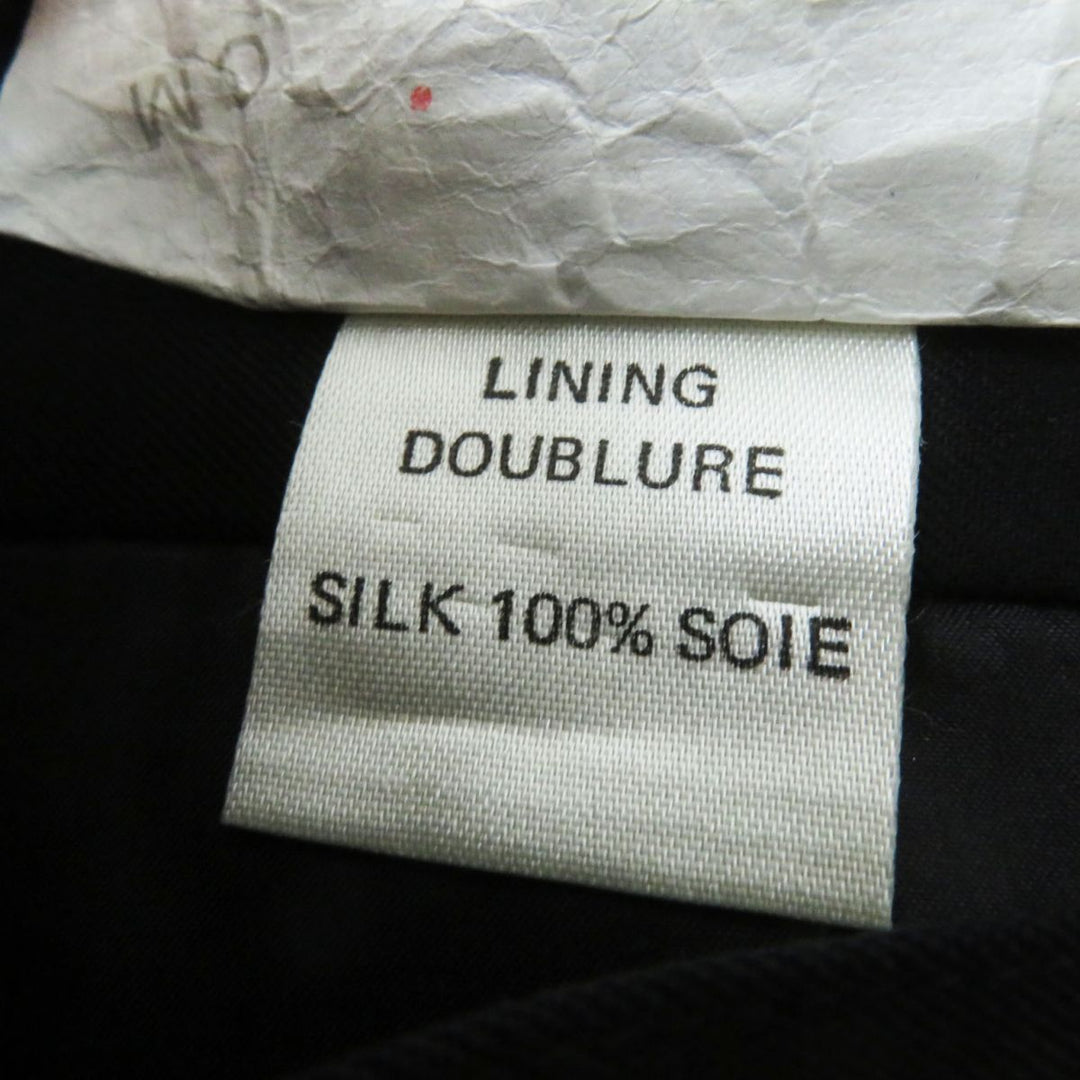 LINING
DOUBLURE
SILK 100% SOIE